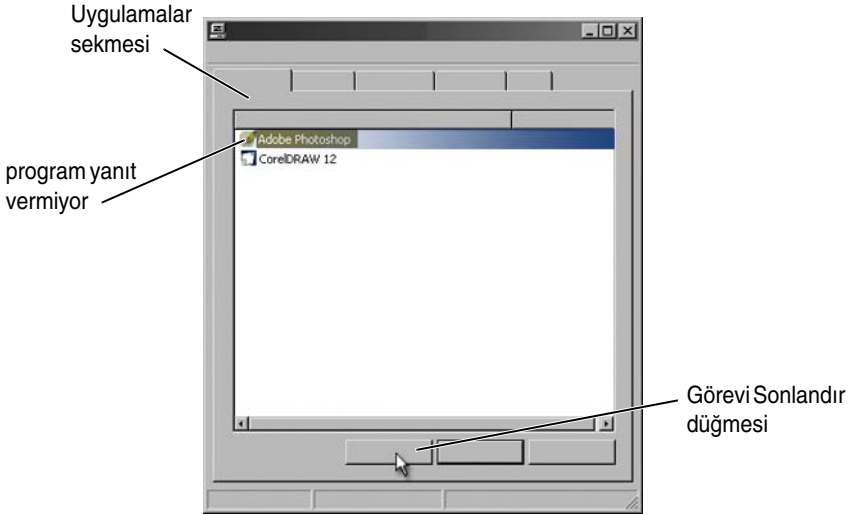 Uygulamalar
sekmesi
Adobe Photoshop
CorelDRAW 12
program yanıt
vermiyor
Görevi Sonlandır
düğmesi